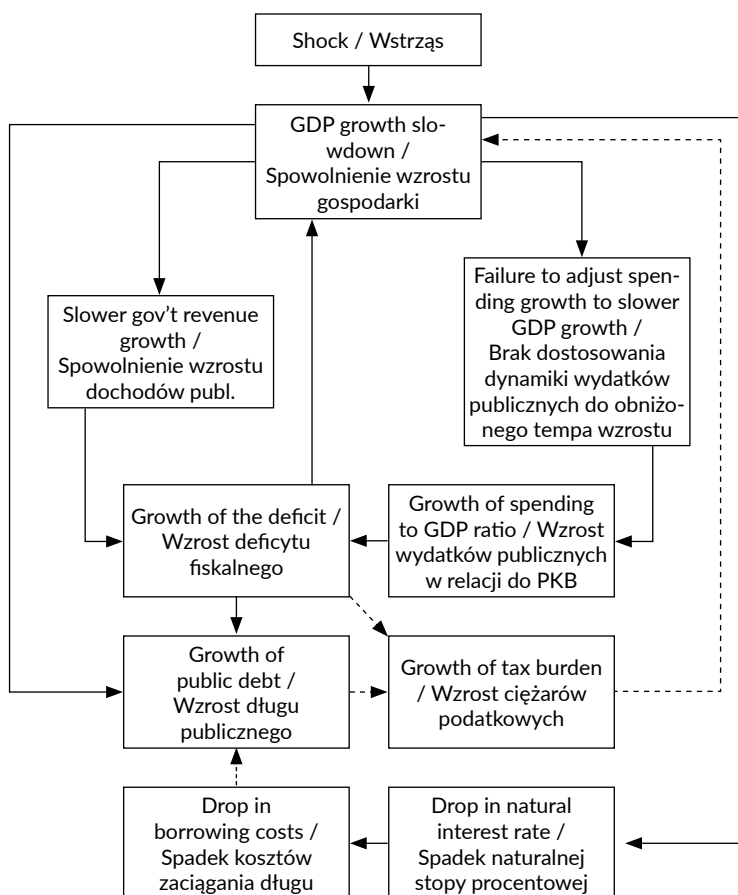 Shock / Wstrząs
GDP growth slo-
wdown /
Spowolnienie wzrostu
gospodarki
Slower gov't revenue
growth /
Spowolnienie wzrostu
dochodów publ.
Failure to adjust spen-
ding growth to slower
GDP growth /
Brak dostosowania
dynamiki wydatków
publicznych do obniżo-
nego tempa wzrostu
Growth of the deficit /
Wzrost deficytu
fiskalnego
Growth of spending
to GDP ratio / Wzrost
wydatków publicznych
w relacji do PKB
Growth of
public debt /
Wzrost długu
publicznego
Growth of tax burden
/ Wzrost ciężarów
podatkowych
Drop in
borrowing costs /
Spadek kosztów
zaciągania długu
Drop in natural
interest rate /
Spadek naturalnej
stopy procentowej